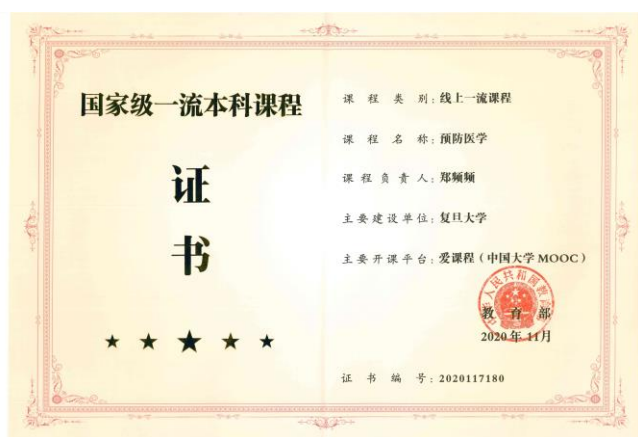 国家级一流本科课程
证
书
课程类别:线上一流课程
课程名称:预防医学
课程负责人:郑频频
主要建设单位:复旦大学
主要开课平台:爱课程(中国大学MOOC)
教育部
2020年11月
证书编号:2020117180